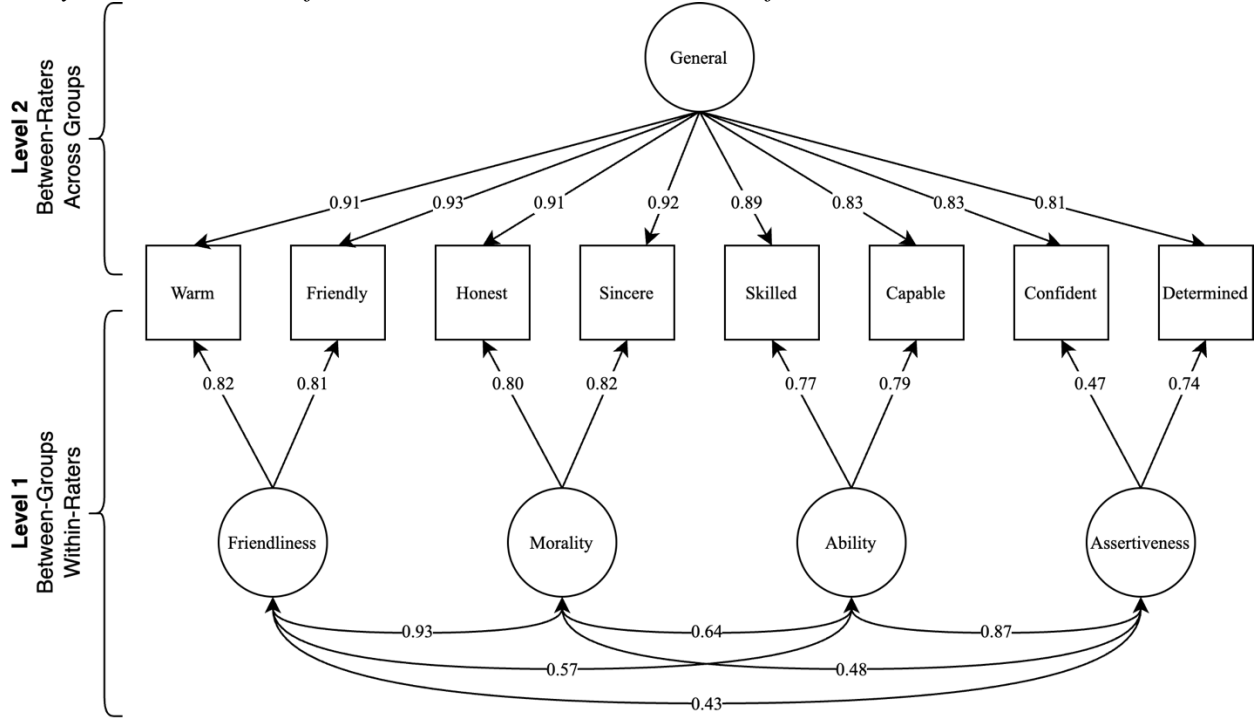 General
Level 2
Between-Raters
Across Groups
0.91
0.93
0.91
0.92
0.89
0.83
0.83
0.81
Warm
Friendly
Honest
Sincere
Skilled
Capable
Confident
Determined
0.82
0.81
0.80
0.82
0.77
0.79
0.47
0.74
Level 1
Between-Groups
Within-Raters
Friendliness
Morality
Ability
Assertiveness
0.93
0.64
0.87
0.57
0.48
0.43